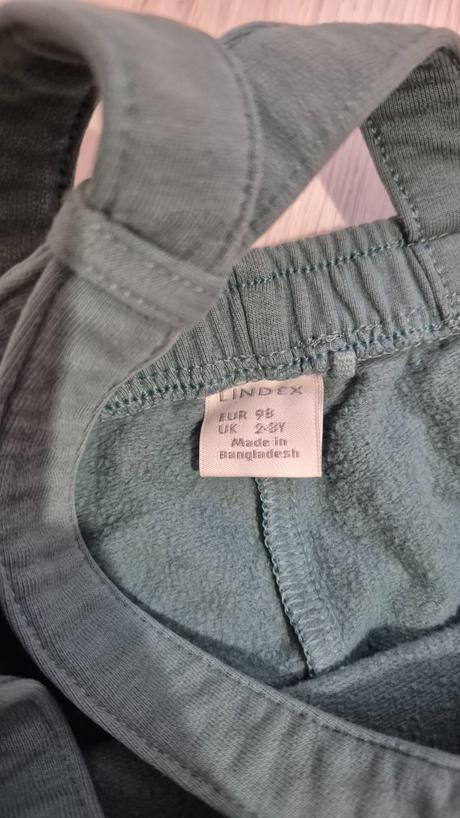 LINDEX
EUR 98
UK 2-3Y
Made in
Bangladesh